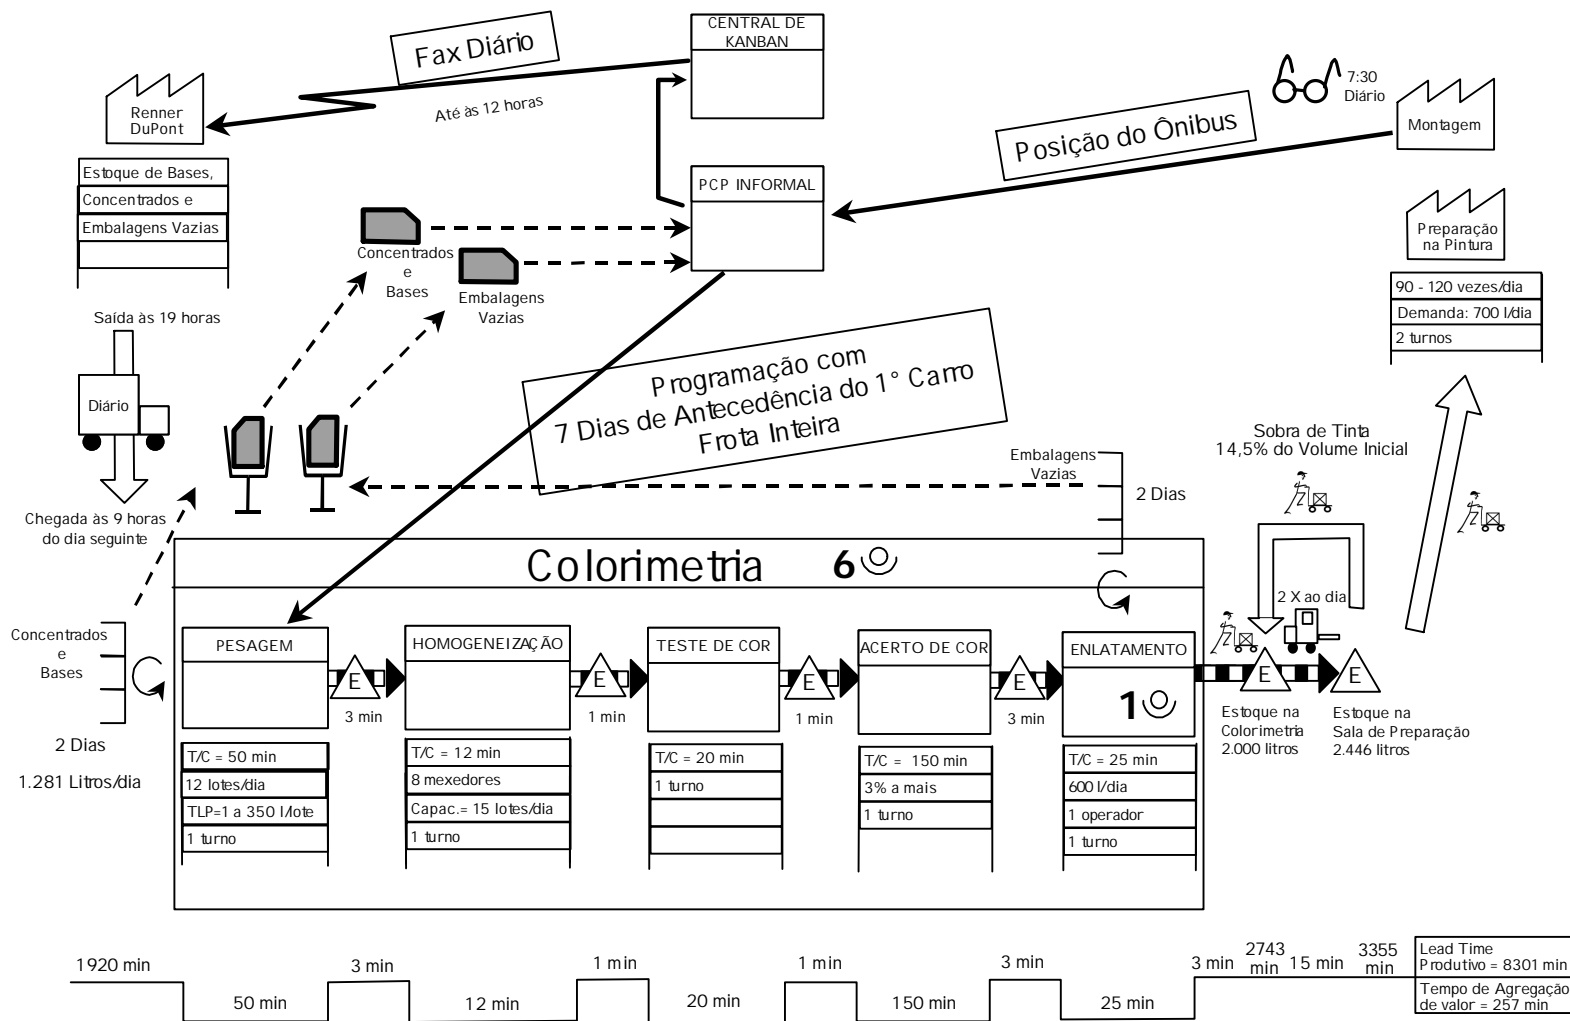 CENTRAL DE
KANBAN
Fax Diário
Até às 12 horas
7:30
Diário
Renner
DuPont
Montagem
Posição do Ônibus
Estoque de Bases,
Concentrados e
Embalagens Vazias
PCP INFORMAL
Preparação
na Pintura
90 - 120 vezes/dia
Demanda: 700 l/dia
2 turnos
Concentrados
e
Bases
Embalagens
Vazias
Saída às 19 horas
Diário
Chegada às 9 horas
do dia seguinte
Programação com
7 Dias de Antecedência do 1° Carro
Frota Inteira
Embalagens
Vazias
2 Dias
Sobra de Tinta
14,5% do Volume Inicial
2 X ao dia
Colorimetria 6
Concentrados
e
Bases
2 Dias
1.281 Litros/dia
PESAGEM
T/C = 50 min
12 lotes/dia
TLP=1 a 350 l/lote
1 turno
E
3 min
HOMOGENEIZAÇÃO
T/C = 12 min
8 mexedores
Capac.= 15 lotes/dia
1 turno
E
1 min
TESTE DE COR
T/C = 20 min
1 turno
E
1 min
ACERTO DE COR
T/C = 150 min
3% a mais
1 turno
E
3 min
ENLATAMENTO
1
T/C = 25 min
600 l/dia
1 operador
1 turno
E
Estoque na
Colorimetria
2.000 litros
E
Estoque na
Sala de Preparação
2.446 litros
1920 min
50 min
3 min
12 min
1 min
20 min
1 min
150 min
3 min
25 min
3 min
2743
min
15 min
3355
min
Lead Time
Produtivo = 8301 min
Tempo de Agregação
de valor = 257 min